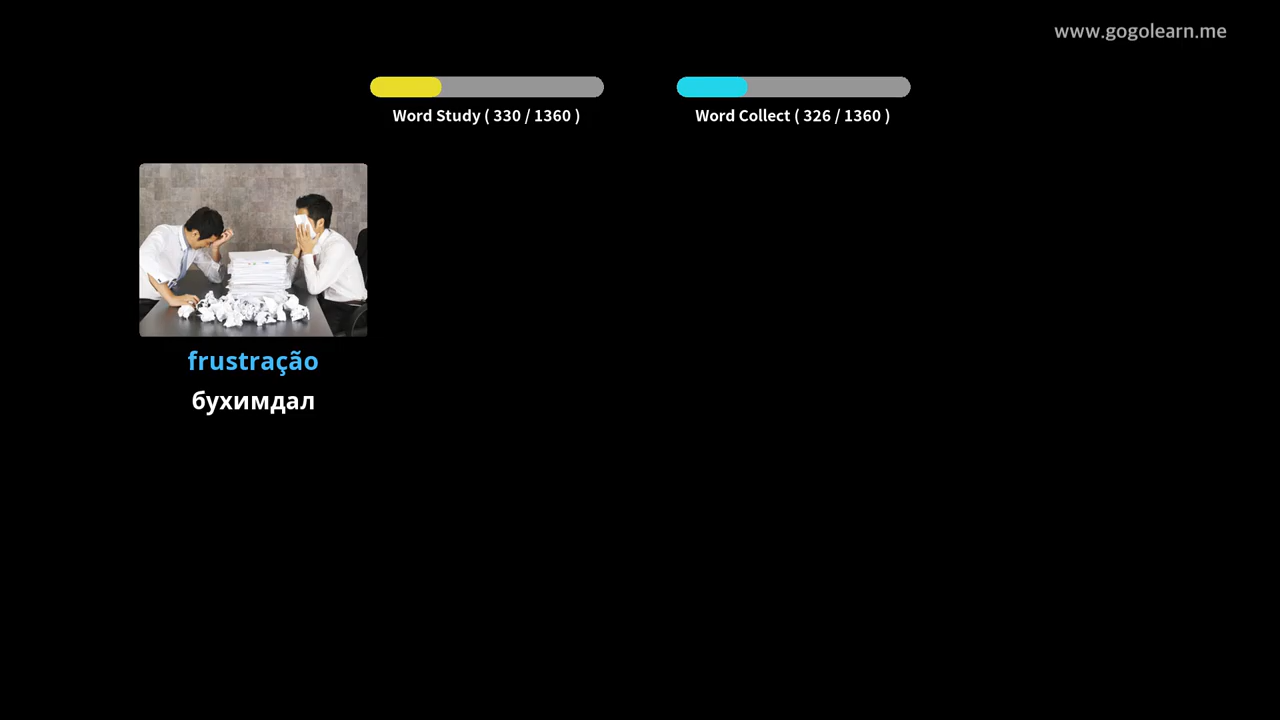 www.gogolearn.me
Word Study ( 330 / 1360 )
Word Collect ( 326 / 1360 )
frustração
бухимдал